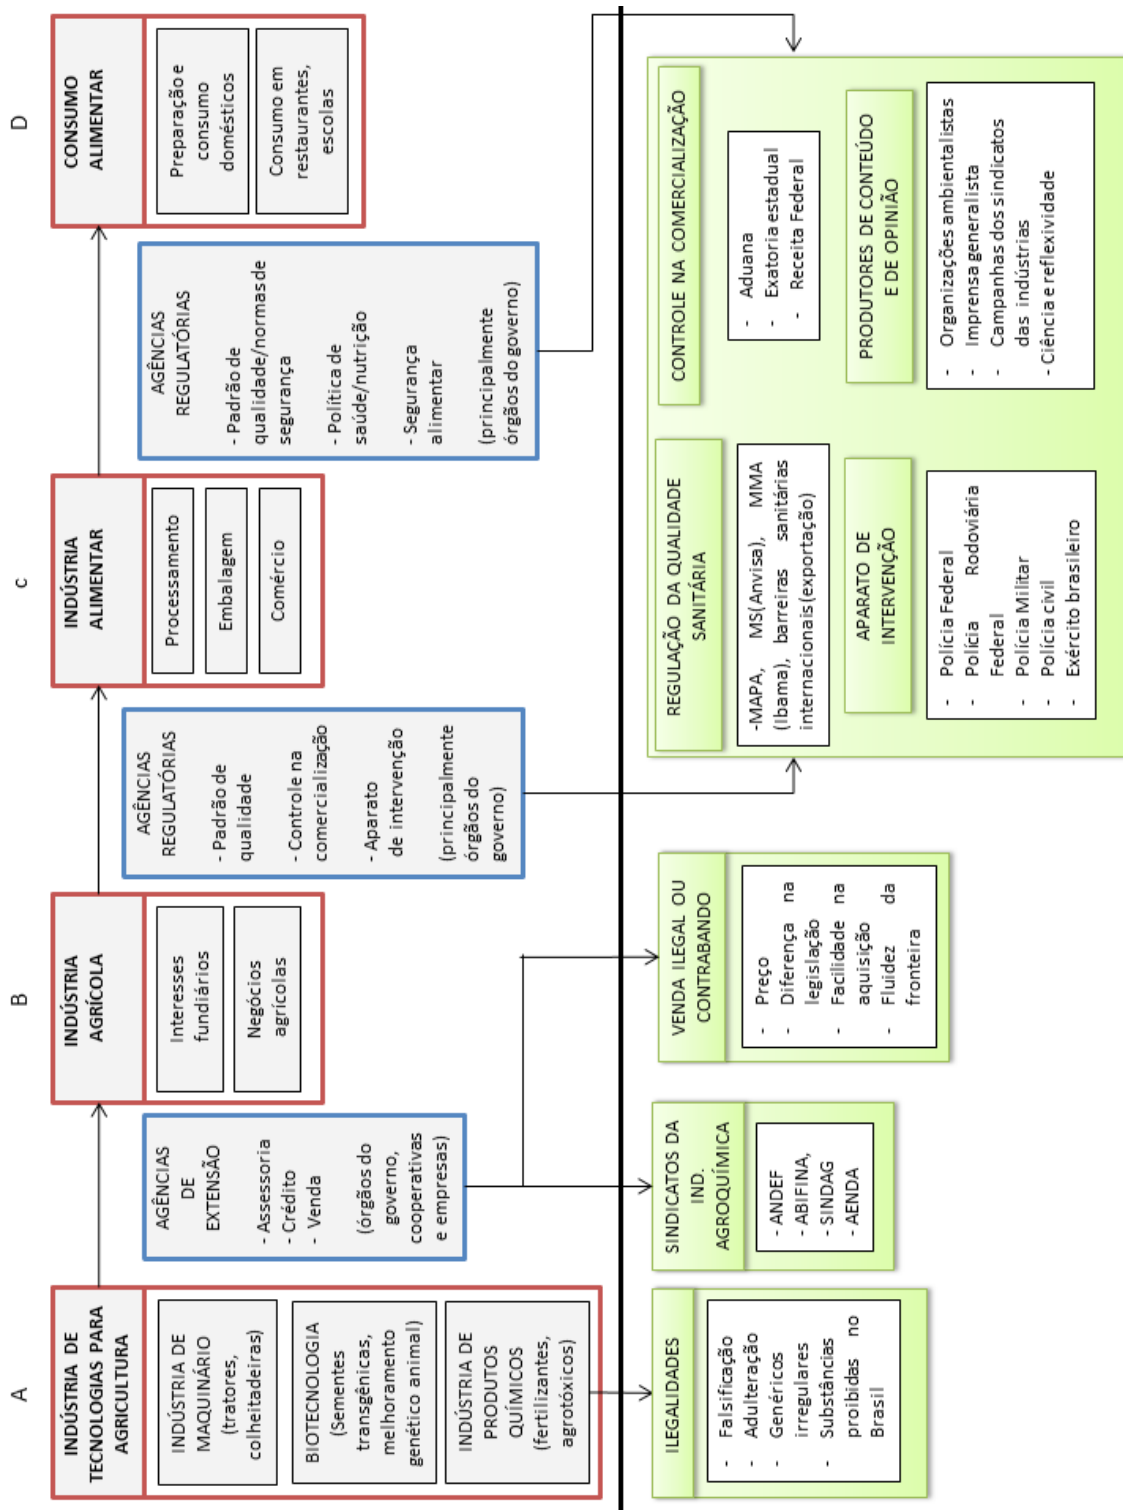 A
INDÚSTRIA DE
TECNOLOGIAS PARA
AGRICULTURA
INDÚSTRIA DE
MAQUINÁRIO
(tratores,
colheitadeiras)
BIOTECNOLOGIA
(Sementes
transgênicas,
melhoramento
genético animal)
INDÚSTRIA DE
PRODUTOS
QUÍMICOS
(fertilizantes,
agrotóxicos)
AGÊNCIAS
DE
EXTENSÃO
- Assessoria
- Crédito
- Venda
(órgãos do
governo,
cooperativas
e empresas)
B
INDÚSTRIA
AGRÍCOLA
Interesses
fundiários
Negócios
agrícolas
AGÊNCIAS
REGULATÓRIAS
- Padrão de
qualidade
- Controle na
comercialização
- Aparato
de intervenção
(principalmente
órgãos do
governo)
c
INDÚSTRIA
ALIMENTAR
Processamento
Embalagem
Comércio
AGÊNCIAS
REGULATÓRIAS
- Padrão de
qualidade/normas de
segurança
- Política de
saúde/nutrição
- Segurança
alimentar
(principalmente
órgãos do governo)
D
CONSUMO
ALIMENTAR
Preparação e
consumo
domésticos
Consumo em
restaurantes,
escolas
ILEGALIDADES
- Falsificação
- Adulteração
- Genéricos
irregulares
- Substâncias
proibidas no
Brasil
SINDICATOS DA
IND.
AGROQUÍMICA
- ANDEF
- ABIFINA,
- SINDAG
- AENDA
VENDA ILEGAL OU
CONTRABANDO
- Preço
- Diferença na
legislação
- Facilidade na
aquisição
- Fluidez da
fronteira
REGULAÇÃO DA QUALIDADE
SANITÁRIA
-MAPA, MS(Anvisa), MMA
(Ibama), barreiras sanitárias
internacionais (exportação)
CONTROLE NA COMERCIALIZAÇÃO
- Aduana
- Exatoria estadual
- Receita Federal
APARATO DE
INTERVENÇÃO
- Polícia Federal
- Polícia Rodoviária
Federal
- Polícia Militar
- Polícia civil
- Exército brasileiro
PRODUTORES DE CONTEÚDO
E DE OPINIÃO
- Organizações ambientalistas
- Imprensa generalista
- Campanhas dos sindicatos
das indústrias
- Ciência e reflexividade